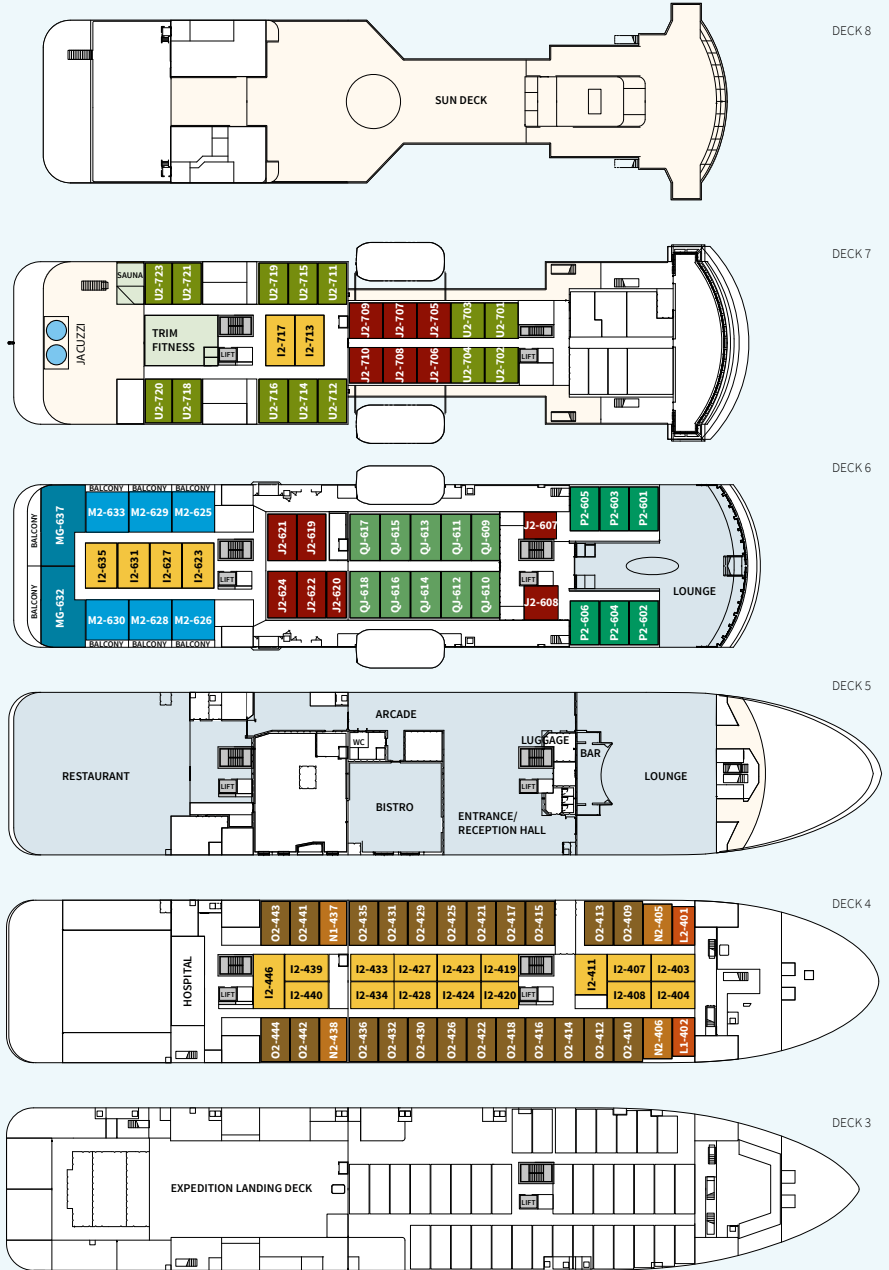 DECK 8
SUN DECK
DECK 7
SAUNA
U2-723
U2-721
U2-719
U2-715
U2-711
J2-709
J2-707
J2-705
U2-703
U2-701
JACUZZI
TRIM
FITNESS
LIFT
I2-717
I2-713
J2-710
J2-708
J2-706
U2-704
U2-702
LIFT
U2-720
U2-718
U2-716
U2-714
U2-712
DECK 6
BALCONY
BALCONY
BALCONY
BALCONY
MG-637
M2-633
M2-629
M2-625
J2-621
J2-619
QJ-617
QJ-615
QJ-613
QJ-611
QJ-609
J2-607
P2-605
P2-603
P2-601
I2-635
I2-631
I2-627
I2-623
LIFT
LIFT
LOUNGE
BALCONY
MG-632
M2-630
M2-628
M2-626
J2-624
J2-622
J2-620
QJ-618
QJ-616
QJ-614
QJ-612
QJ-610
J2-608
P2-606
P2-604
P2-602
BALCONY
BALCONY
BALCONY
DECK 5
ARCADE
WC
LUGGAGE
BAR
RESTAURANT
LIFT
LIFT
LOUNGE
BISTRO
ENTRANCE/
RECEPTION HALL
DECK 4
O2-443
O2-441
N1-437
O2-435
O2-431
O2-429
O2-425
O2-421
O2-417
O2-415
O2-413
O2-409
N2-405
L2-401
HOSPITAL
LIFT
I2-446
I2-439
I2-433
I2-427
I2-423
I2-419
I2-411
I2-407
I2-403
I2-440
I2-434
I2-428
I2-424
I2-420
LIFT
I2-408
I2-404
O2-444
O2-442
N2-438
O2-436
O2-432
O2-430
O2-426
O2-422
O2-418
O2-416
O2-414
O2-412
O2-410
N2-406
L1-402
DECK 3
EXPEDITION LANDING DECK
LIFT